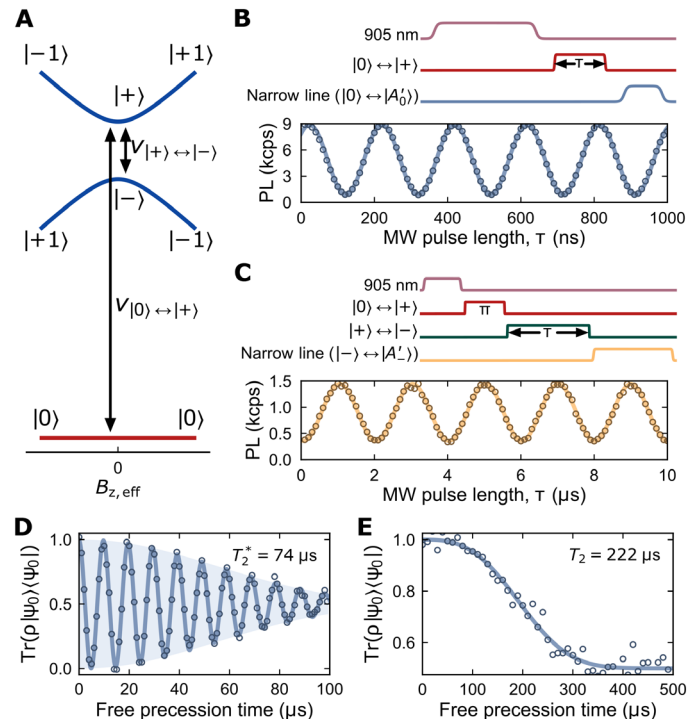 A
|−1⟩ |+1⟩
|+⟩
ν|+⟩↔|−⟩
|−⟩
|+1⟩ |−1⟩
ν|0⟩↔|+⟩
|0⟩ |0⟩
0
Bz, eff
B
905 nm
|0⟩↔|+⟩ τ
Narrow line (|0⟩↔|A′0⟩)
PL (kcps)
9
6
3
0
0 200 400 600 800 1000
MW pulse length, τ (ns)
C
905 nm
|0⟩↔|+⟩ π
|+⟩↔|−⟩ τ
Narrow line (|−⟩↔|A′−⟩)
PL (kcps)
1.5
1.0
0.5
0.0
0 2 4 6 8 10
MW pulse length, τ (μs)
D
Tr(ρ|Ψ0⟩⟨Ψ0|)
T2* = 74 μs
1.0
0.5
0.0
0 20 40 60 80 100
Free precession time (μs)
E
Tr(ρ|Ψ0⟩⟨Ψ0|)
T2 = 222 μs
1.0
0.8
0.6
0 100 200 300 400 500
Free precession time (μs)